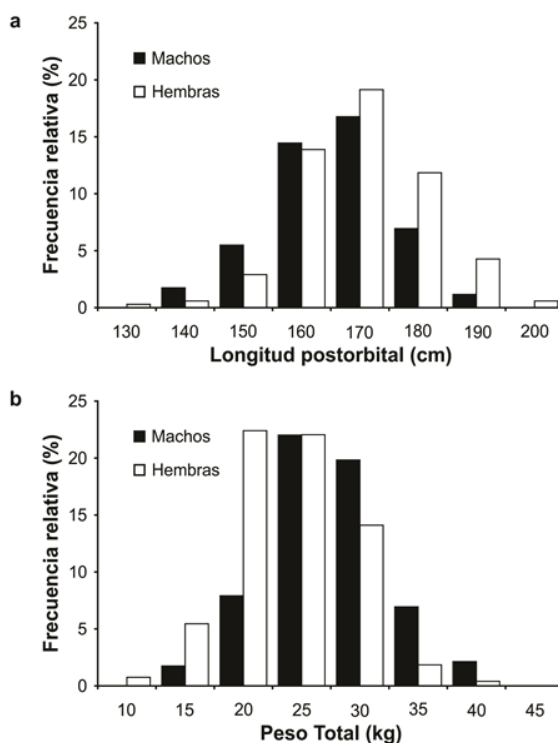 a
Frecuencia relativa (%)
25
20
15
10
5
0
Machos
Hembras
130 140 150 160 170 180 190 200
Longitud postorbital (cm)
b
Frecuencia relativa (%)
25
20
15
10
5
0
Machos
Hembras
10 15 20 25 30 35 40 45
Peso Total (kg)